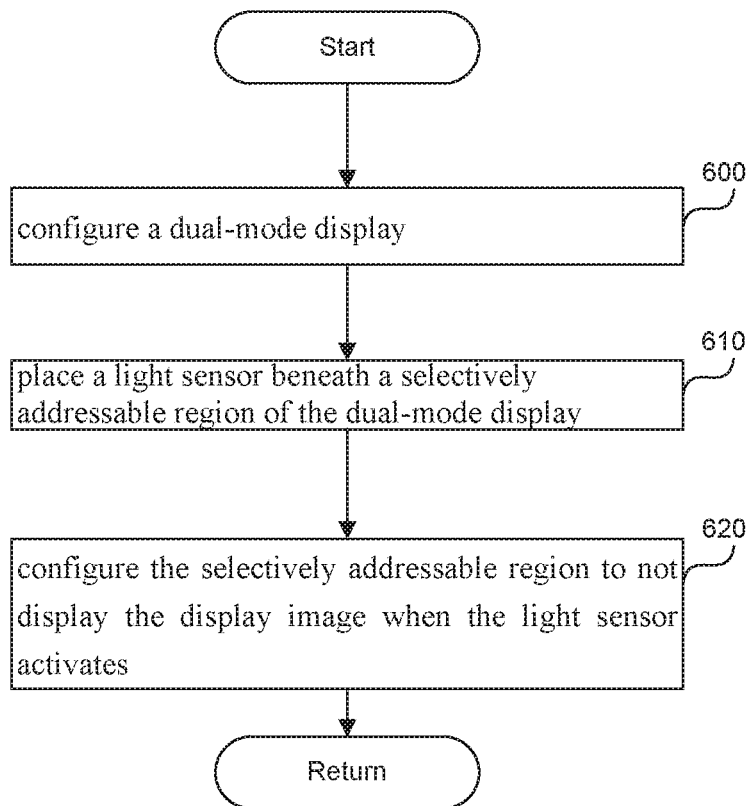 Start
600
configure a dual-mode display
610
place a light sensor beneath a selectively
addressable region of the dual-mode display
620
configure the selectively addressable region to not
display the display image when the light sensor
activates
Return